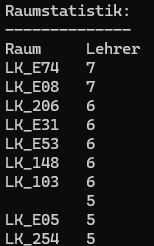 Raumstatistik:
--------------
Raum    Lehrer
LK_E74  7
LK_E08  7
LK_206  6
LK_E31  6
LK_E53  6
LK_148  6
LK_103  6
        5
LK_E05  5
LK_254  5